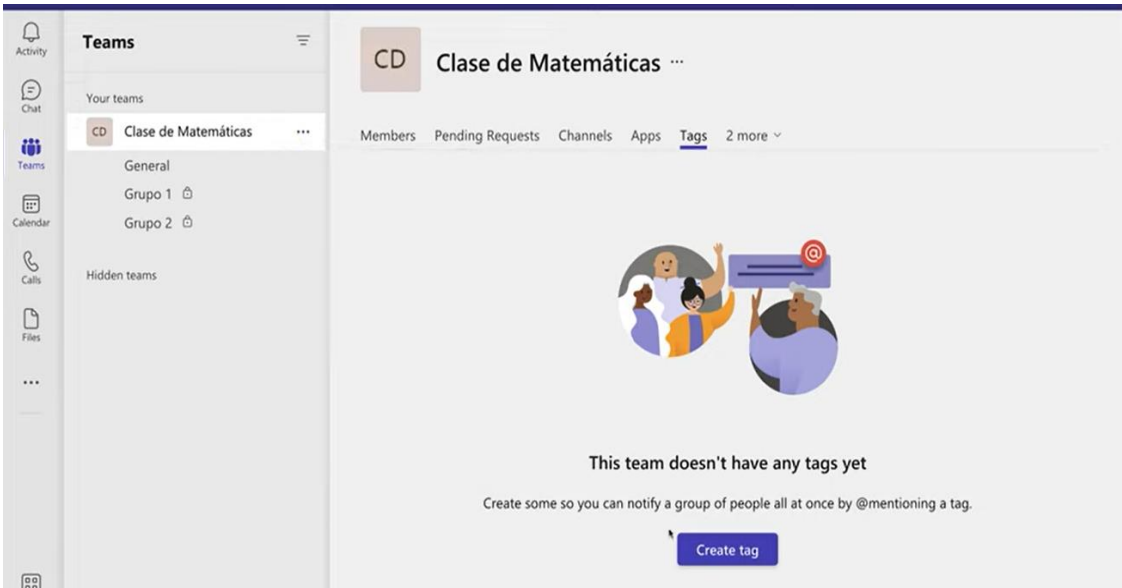 Activity
Chat
Teams
Calendar
Calls
Files
Teams
Your teams
CD Clase de Matemáticas ...
General
Grupo 1
Grupo 2
Hidden teams
CD Clase de Matemáticas ...
Members Pending Requests Channels Apps Tags 2 more
@
This team doesn't have any tags yet
Create some so you can notify a group of people all at once by @mentioning a tag.
Create tag